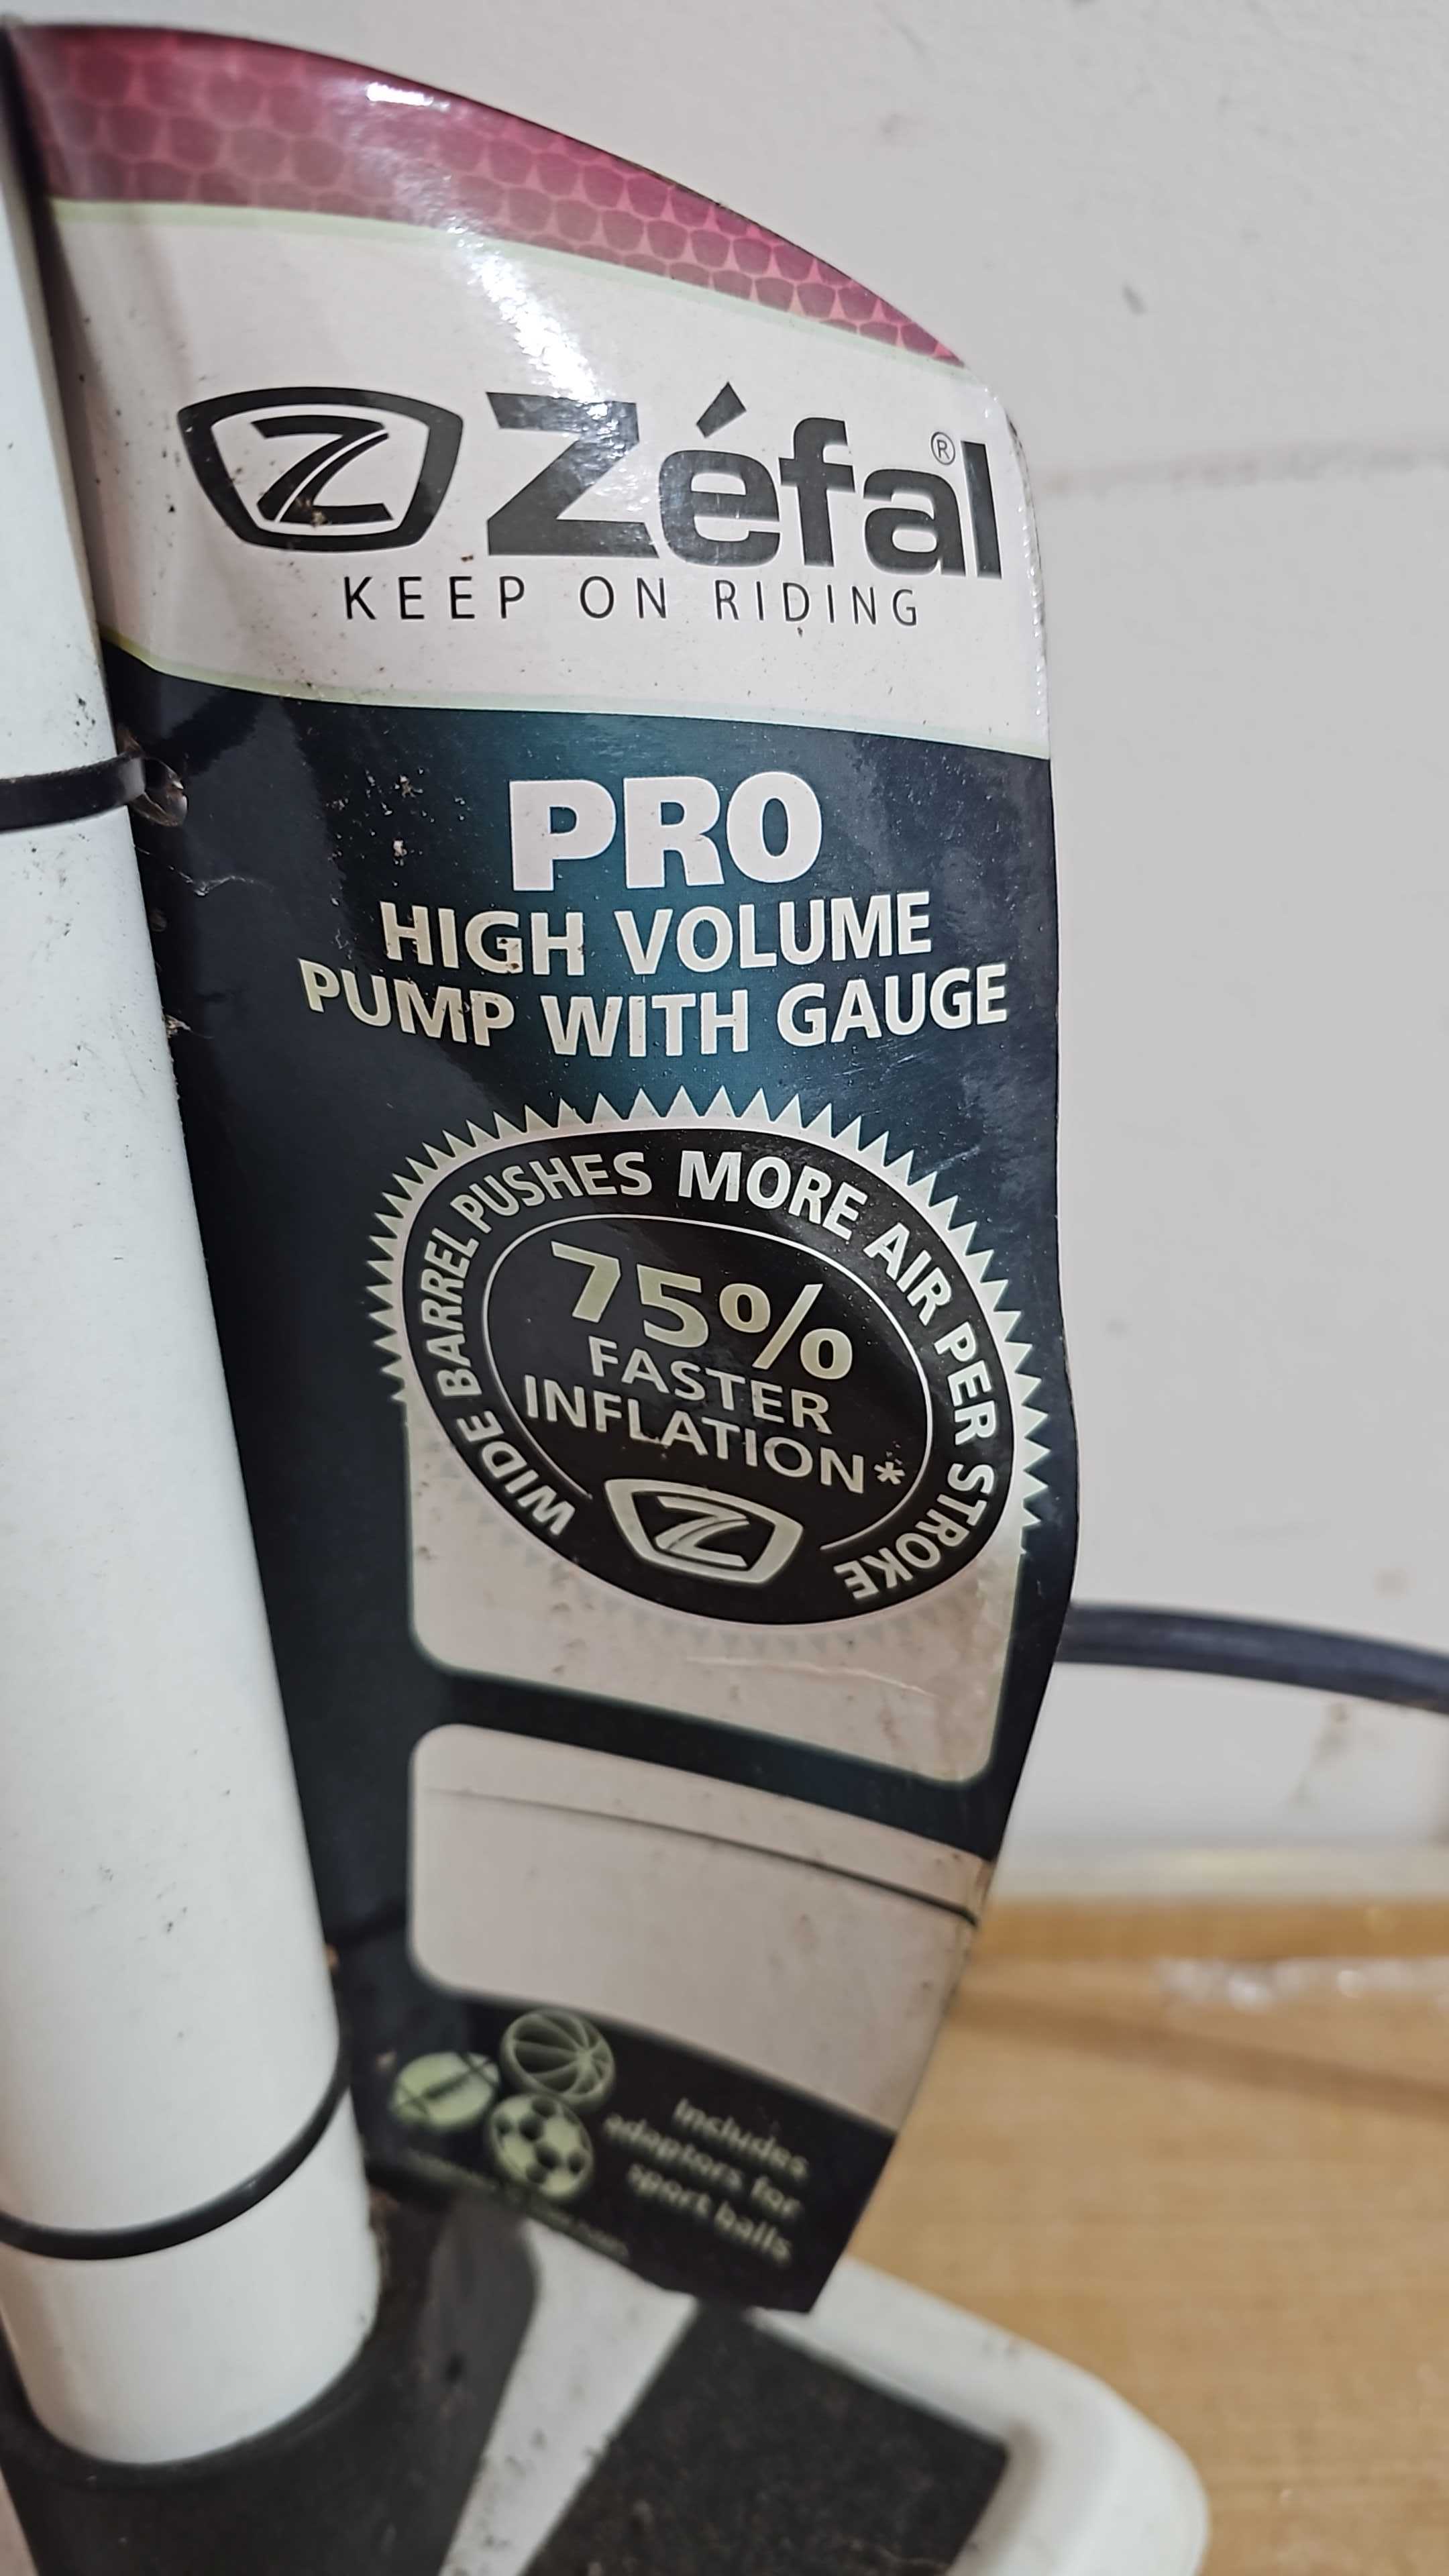 Zéfal®
KEEP ON RIDING
PRO
HIGH VOLUME
PUMP WITH GAUGE
WIDE BARREL PUSHES MORE AIR PER STROKE
75%
FASTER
INFLATION*
Includes
adaptors for
sport balls